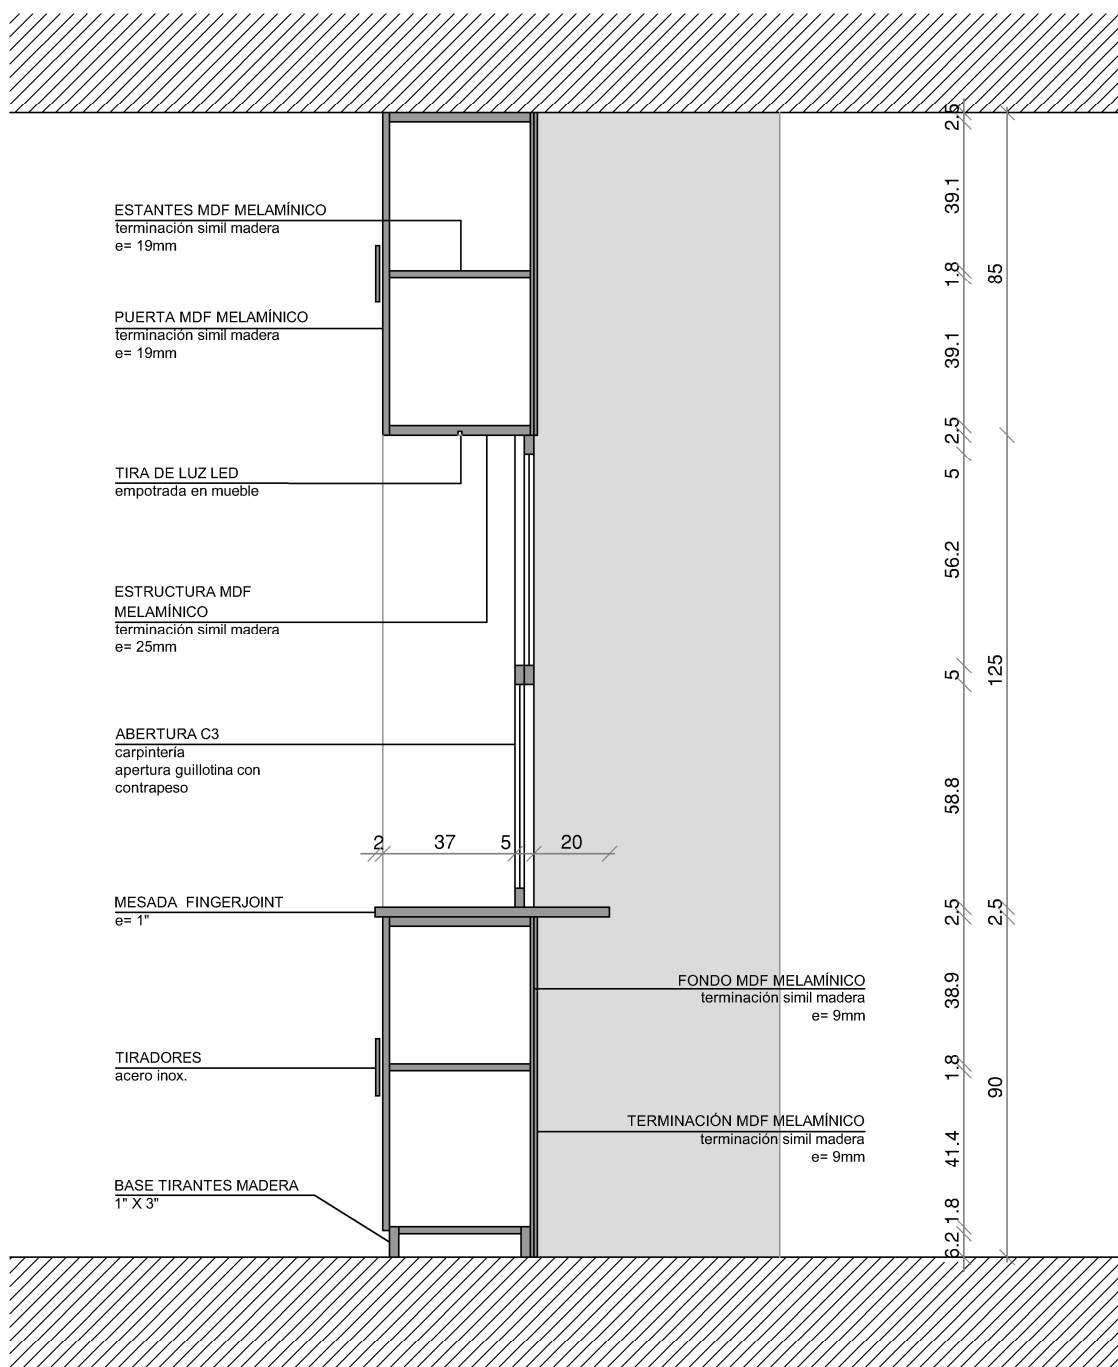 ESTANTES MDF MELAMÍNICO
terminación simil madera
e= 19mm
PUERTA MDF MELAMÍNICO
terminación simil madera
e= 19mm
TIRA DE LUZ LED
empotrada en mueble
ESTRUCTURA MDF
MELAMÍNICO
terminación simil madera
e= 25mm
ABERTURA C3
carpintería
apertura guillotina con
contrapeso
2 37 5 20
MESADA FINGERJOINT
e= 1"
FONDO MDF MELAMÍNICO
terminación simil madera
e= 9mm
TIRADORES
acero inox.
TERMINACIÓN MDF MELAMÍNICO
terminación simil madera
e= 9mm
BASE TIRANTES MADERA
1" X 3"
2.5
39.1
1.8
39.1
2.5
5
56.2
5
58.8
2.5
38.9
1.8
41.4
1.8
6.2
85
125
2.5
90